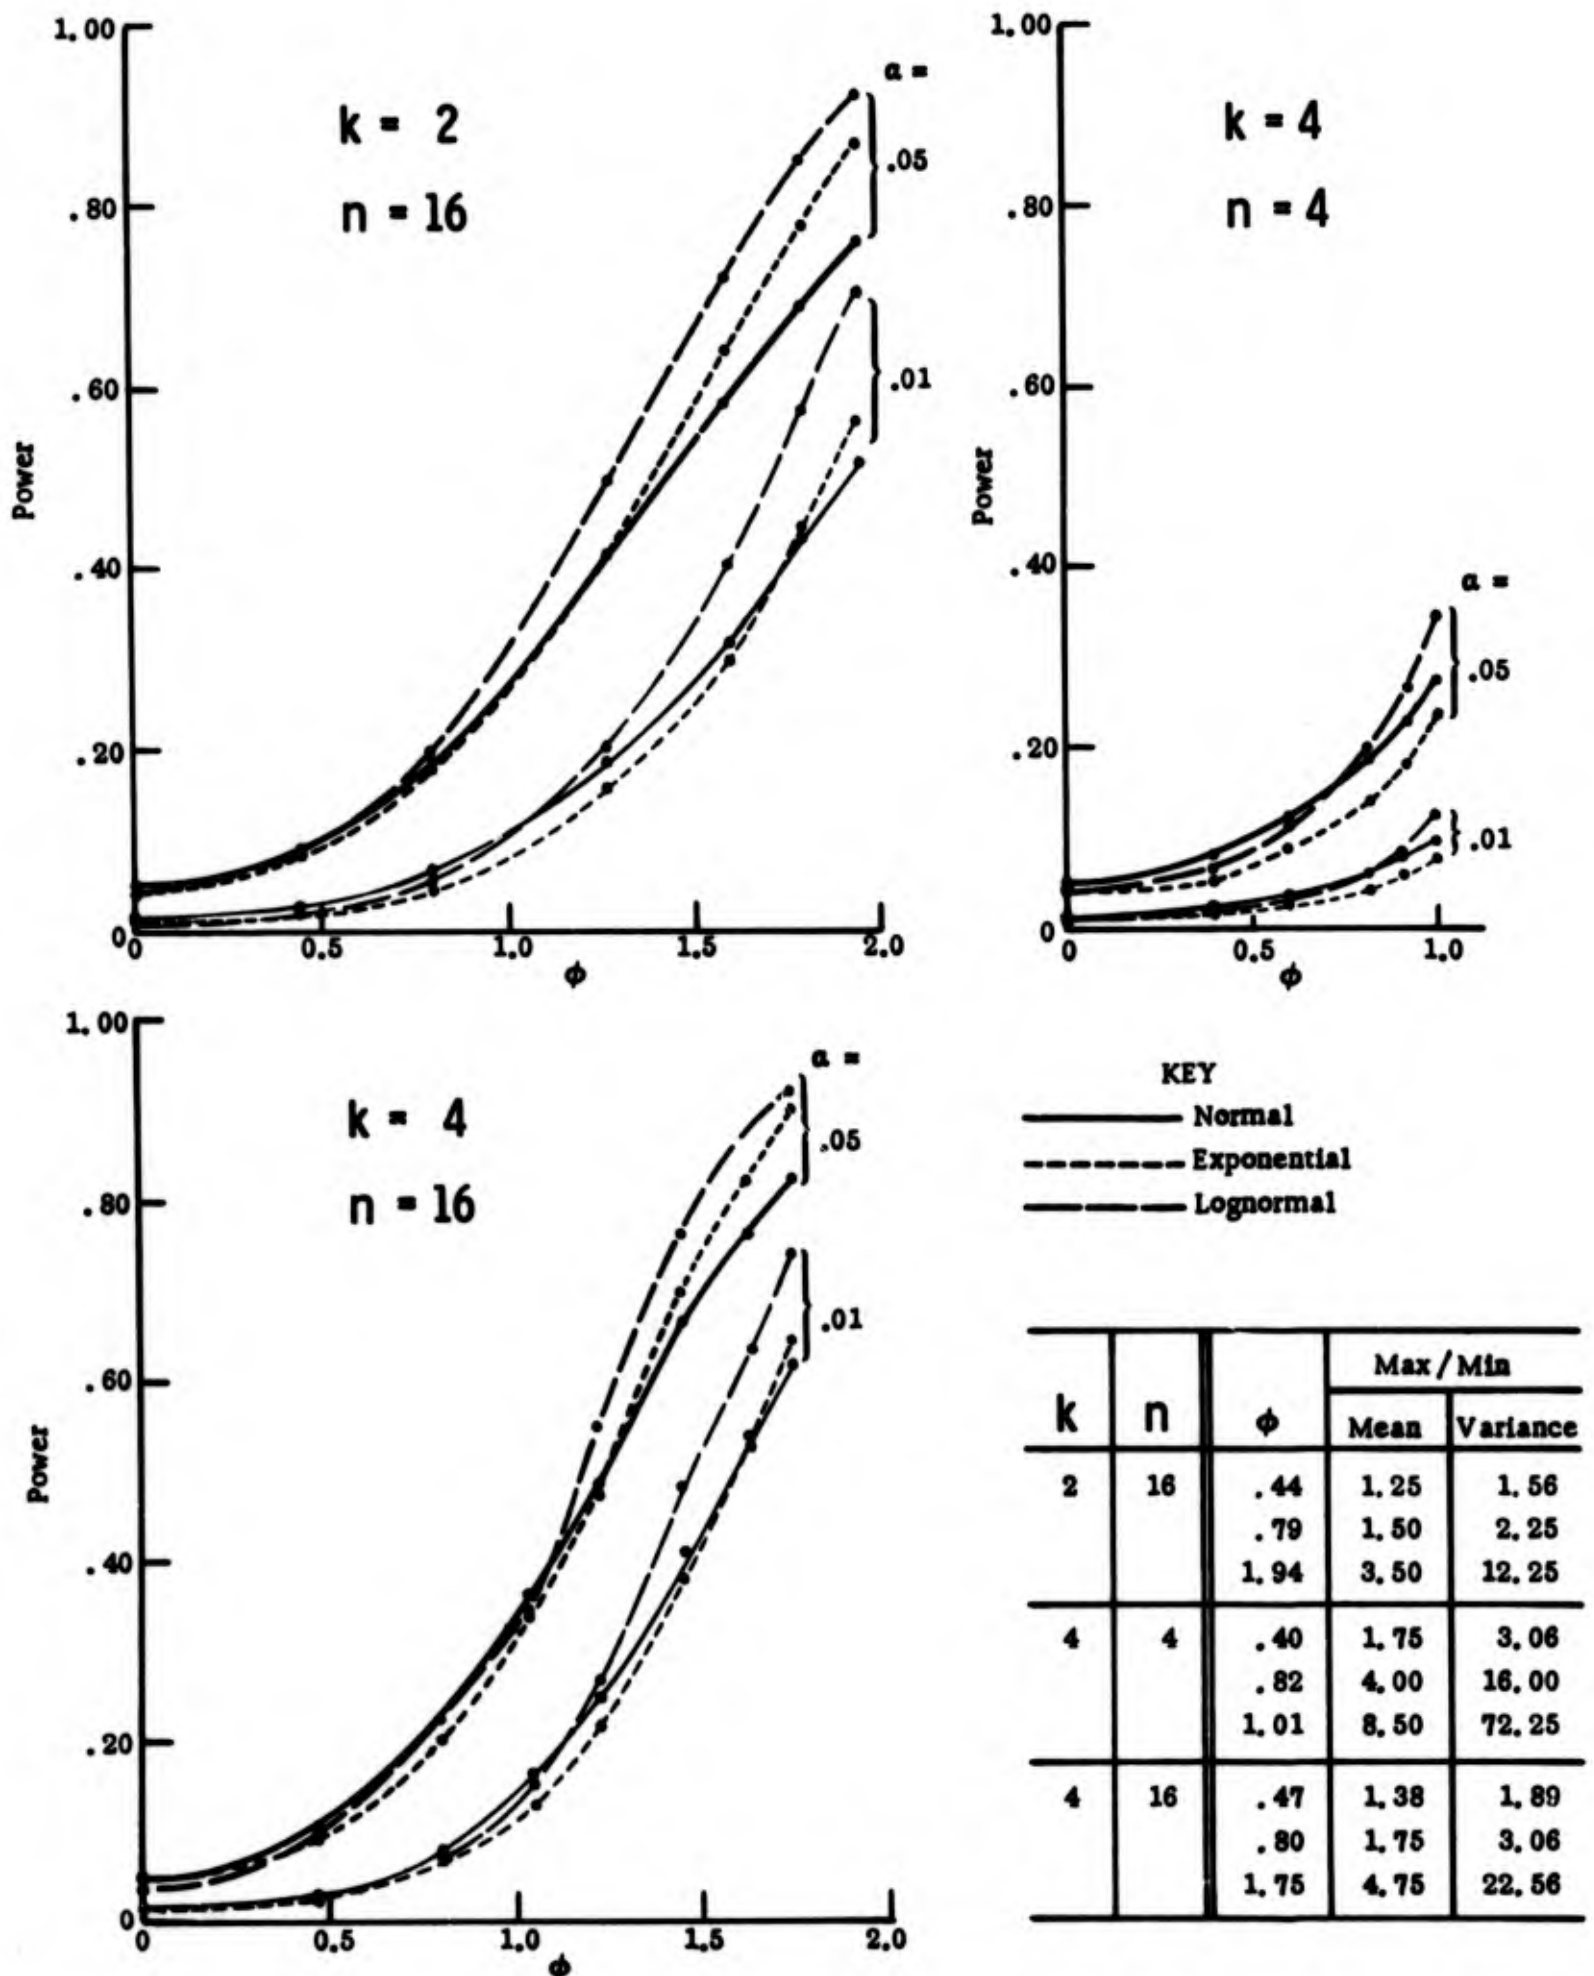 1.00
.80
.60
.40
.20
0
Power
k = 2
n = 16
α =
.05
.01
0
0.5
1.0
1.5
2.0
ϕ
1.00
.80
.60
.40
.20
0
Power
k = 4
n = 4
α =
.05
.01
0
0.5
1.0
ϕ
1.00
.80
.60
.40
.20
0
Power
k = 4
n = 16
α =
.05
.01
0
0.5
1.0
1.5
2.0
ϕ
KEY
Normal
Exponential
Lognormal
Max / Min
k n ϕ Mean Variance
2 16 .44 1.25 1.56
.79 1.50 2.25
1.94 3.50 12.25
4 4 .40 1.75 3.06
.82 4.00 16.00
1.01 8.50 72.25
4 16 .47 1.38 1.89
.80 1.75 3.06
1.75 4.75 22.56